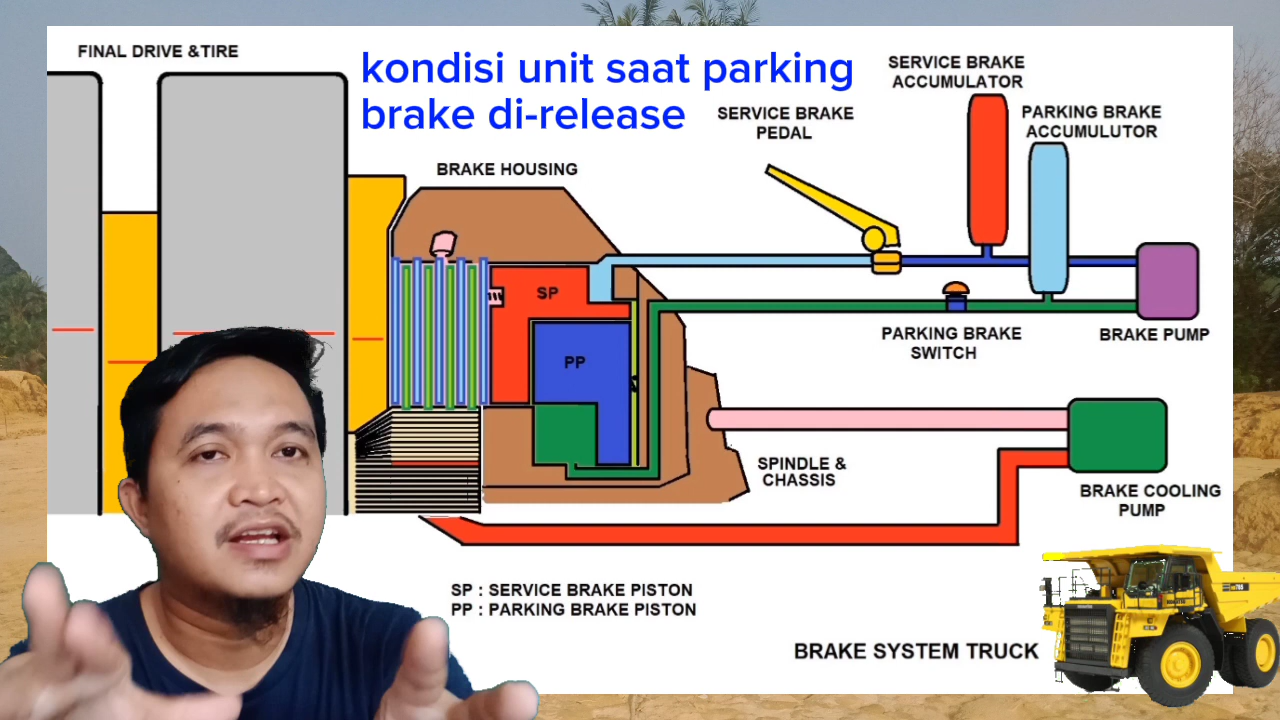 FINAL DRIVE &TIRE
kondisi unit saat parking
brake di-release
SERVICE BRAKE
ACCUMULATOR
SERVICE BRAKE
PEDAL
PARKING BRAKE
ACCUMULUTOR
BRAKE HOUSING
SP
PP
PARKING BRAKE
SWITCH
BRAKE PUMP
SPINDLE &
CHASSIS
BRAKE COOLING
PUMP
SP : SERVICE BRAKE PISTON
PP : PARKING BRAKE PISTON
BRAKE SYSTEM TRUCK